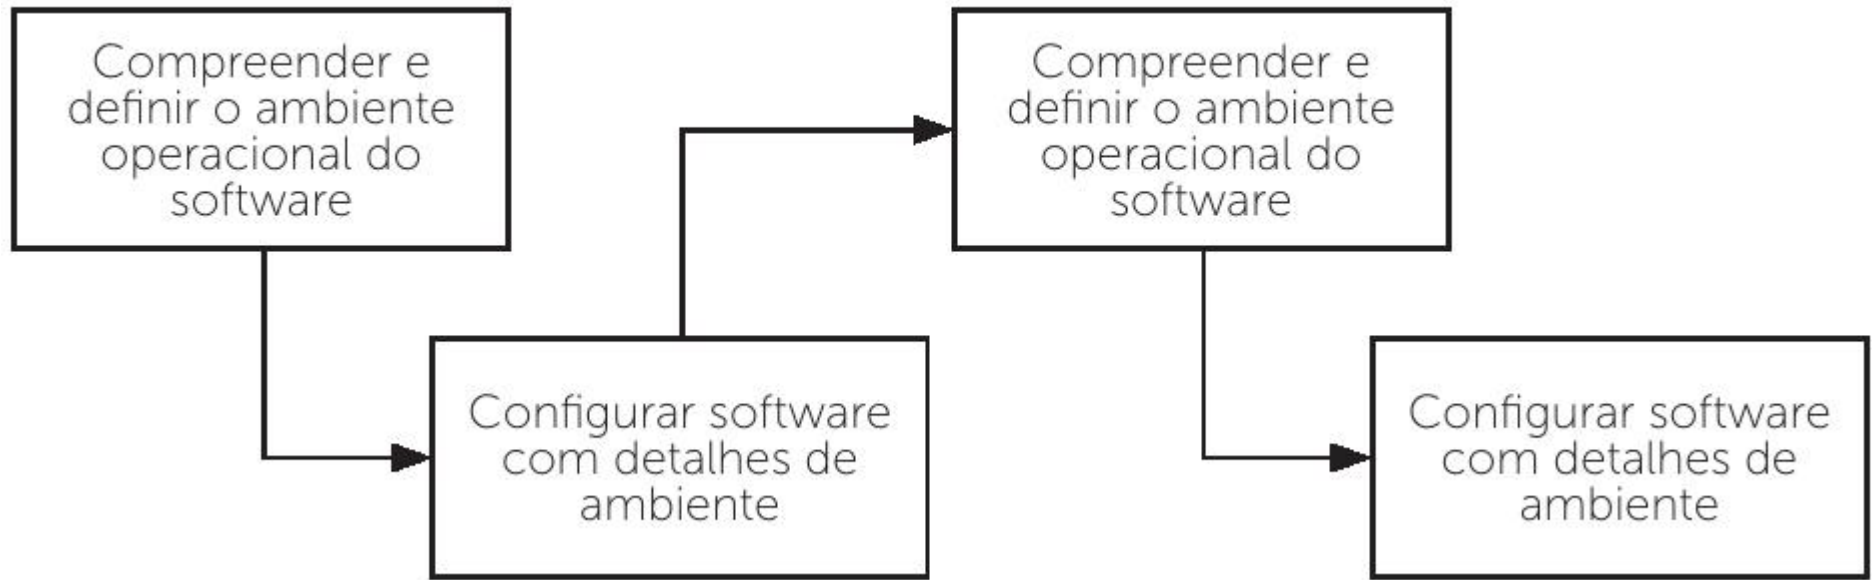 Compreender e
definir o ambiente
operacional do
software
Configurar software
com detalhes de
ambiente
Compreender e
definir o ambiente
operacional do
software
Configurar software
com detalhes de
ambiente